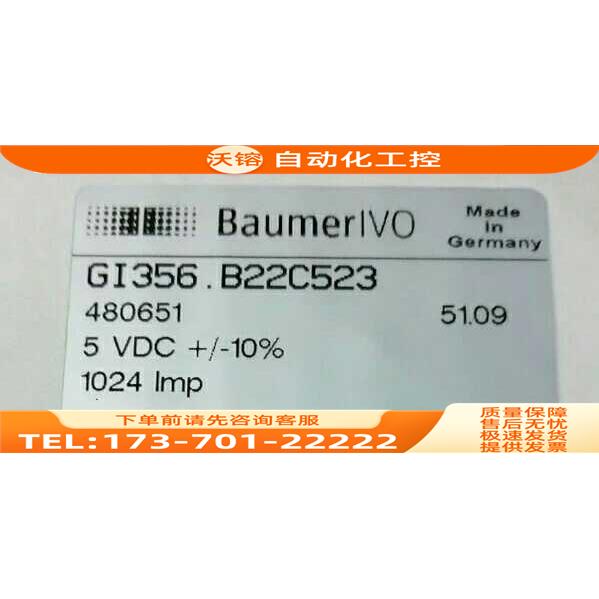 沃镕 自动化工控
BaumerIVO
Made
in
Germany
GI356.B22C523
480651
51.09
5 VDC +/-10%
1024 Imp
下单前请先咨询客服
TEL:173-701-22222
质量保障
售后无忧
极速发货
提供发票